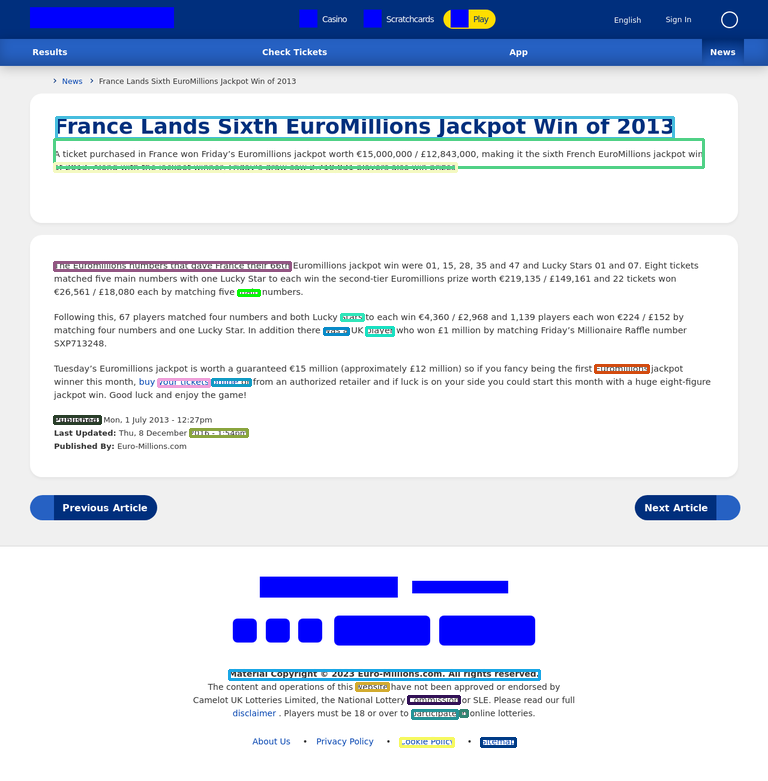 Casino Scratchcards Play English Sign In
Results Check Tickets App News
News France Lands Sixth EuroMillions Jackpot Win of 2013
France Lands Sixth EuroMillions Jackpot Win of 2013
A ticket purchased in France won Friday's Euromillions jackpot worth €15,000,000 / £12,843,000, making it the sixth French EuroMillions jackpot win
The Euromillions numbers that gave France their 66th Euromillions jackpot win were 01, 15, 28, 35 and 47 and Lucky Stars 01 and 07. Eight tickets
matched five main numbers with one Lucky Star to each win the second-tier Euromillions prize worth €219,135 / £149,161 and 22 tickets won
€26,561 / £18,080 each by matching five main numbers.
Following this, 67 players matched four numbers and both Lucky Stars to each win €4,360 / £2,968 and 1,139 players each won €224 / £152 by
matching four numbers and one Lucky Star. In addition there was a UK player who won £1 million by matching Friday's Millionaire Raffle number
SXP713248.
Tuesday's Euromillions jackpot is worth a guaranteed €15 million (approximately £12 million) so if you fancy being the first Euromillions jackpot
winner this month, buy your tickets online or from an authorized retailer and if luck is on your side you could start this month with a huge eight-figure
jackpot win. Good luck and enjoy the game!
Published: Mon, 1 July 2013 - 12:27pm
Last Updated: Thu, 8 December 2016 - 1:54pm
Published By: Euro-Millions.com
Previous Article Next Article
Material Copyright © 2023 Euro-Millions.com. All rights reserved.
The content and operations of this website have not been approved or endorsed by
Camelot UK Lotteries Limited, the National Lottery Commission or SLE. Please read our full
disclaimer . Players must be 18 or over to participate in online lotteries.
About Us • Privacy Policy • Cookie Policy • Sitemap